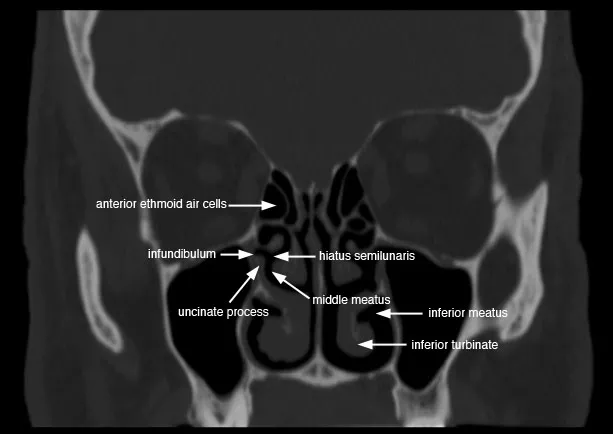 anterior ethmoid air cells
infundibulum
hiatus semilunaris
middle meatus
uncinate process
inferior meatus
inferior turbinate